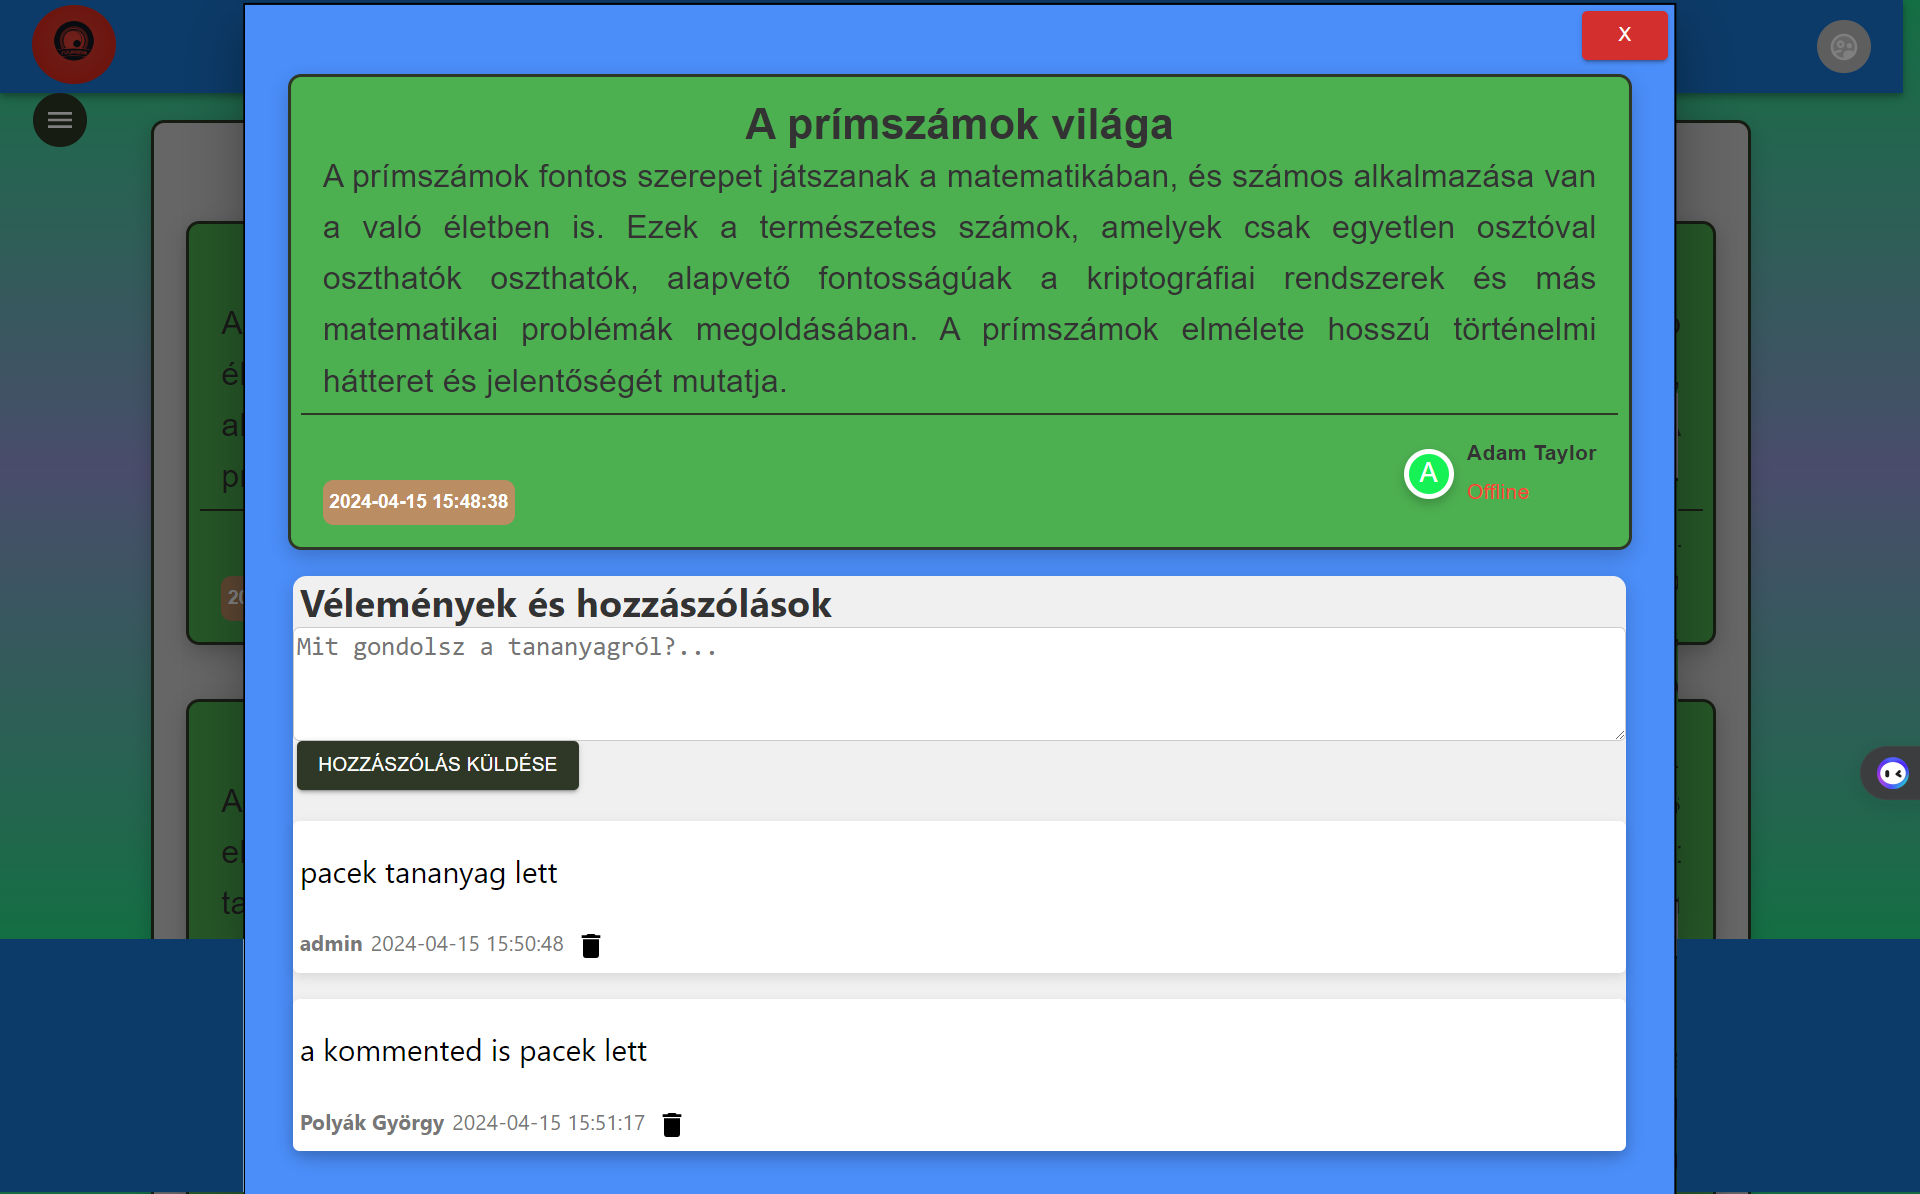 X
A prímszámok világa
A prímszámok fontos szerepet játszanak a matematikában, és számos alkalmazása van
a való életben is. Ezek a természetes számok, amelyek csak egyetlen osztóval
oszthatók oszthatók, alapvető fontosságúak a kriptográfiai rendszerek és más
matematikai problémák megoldásában. A prímszámok elmélete hosszú történelmi
hátteret és jelentőségét mutatja.
A
Adam Taylor
Offline
2024-04-15 15:48:38
Vélemények és hozzászólások
Mit gondolsz a tananyagról?...
HOZZÁSZÓLÁS KÜLDÉSE
pacek tananyag lett
admin 2024-04-15 15:50:48
a kommented is pacek lett
Polyák György 2024-04-15 15:51:17